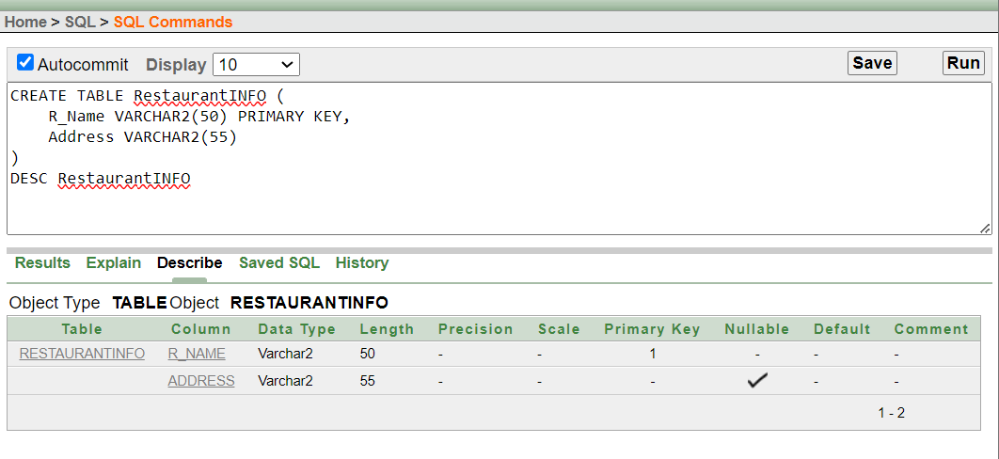 Home > SQL > SQL Commands
Autocommit Display 10 Save Run
CREATE TABLE RestaurantINFO (
    R_Name VARCHAR2(50) PRIMARY KEY,
    Address VARCHAR2(55)
)
DESC RestaurantINFO
Results Explain Describe Saved SQL History
Object Type TABLE Object RESTAURANTINFO
Table Column Data Type Length Precision Scale Primary Key Nullable Default Comment
RESTAURANTINFO R_NAME Varchar2 50 - - 1 - - -
ADDRESS Varchar2 55 - - - ✓ - -
1 - 2